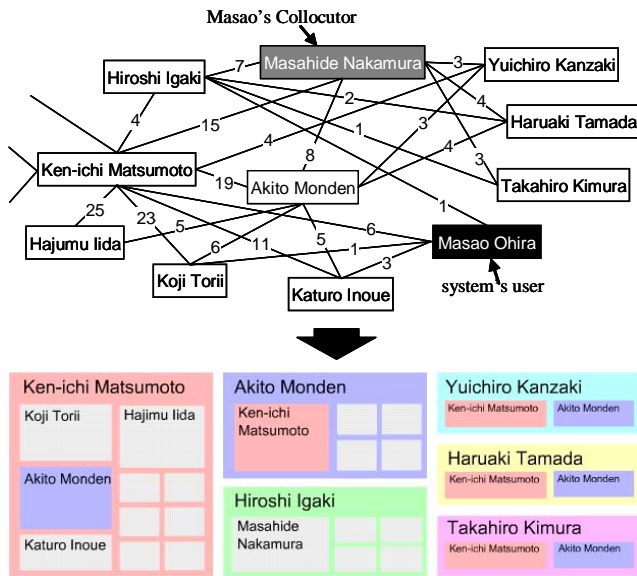 Masao's Collocutor
Masahide Nakamura
Yuichiro Kanzaki
Hiroshi Igaki
Haruaki Tamada
Ken-ichi Matsumoto
Akito Monden
Takahiro Kimura
Hajumu Iida
Masao Ohira
Koji Torii
Katuro Inoue
system's user
7
3
2
4
4
15
4
1
3
3
8
4
19
25
23
5
6
1
11
6
5
1
3
Ken-ichi Matsumoto
Koji Torii
Hajimu Iida
Akito Monden
Katuro Inoue
Akito Monden
Ken-ichi
Matsumoto
Hiroshi Igaki
Masahide
Nakamura
Yuichiro Kanzaki
Ken-ichi Matsumoto
Akito Monden
Haruaki Tamada
Ken-ichi Matsumoto
Akito Monden
Takahiro Kimura
Ken-ichi Matsumoto
Akito Monden